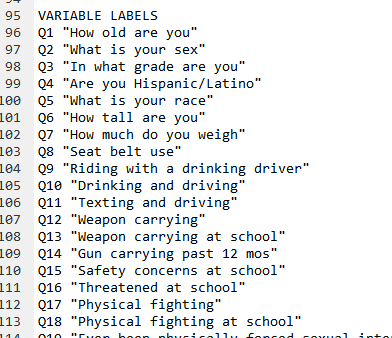 95 VARIABLE LABELS
96 Q1 "How old are you"
97 Q2 "What is your sex"
98 Q3 "In what grade are you"
99 Q4 "Are you Hispanic/Latino"
100 Q5 "What is your race"
101 Q6 "How tall are you"
102 Q7 "How much do you weigh"
103 Q8 "Seat belt use"
104 Q9 "Riding with a drinking driver"
105 Q10 "Drinking and driving"
106 Q11 "Texting and driving"
107 Q12 "Weapon carrying"
108 Q13 "Weapon carrying at school"
109 Q14 "Gun carrying past 12 mos"
110 Q15 "Safety concerns at school"
111 Q16 "Threatened at school"
112 Q17 "Physical fighting"
113 Q18 "Physical fighting at school"